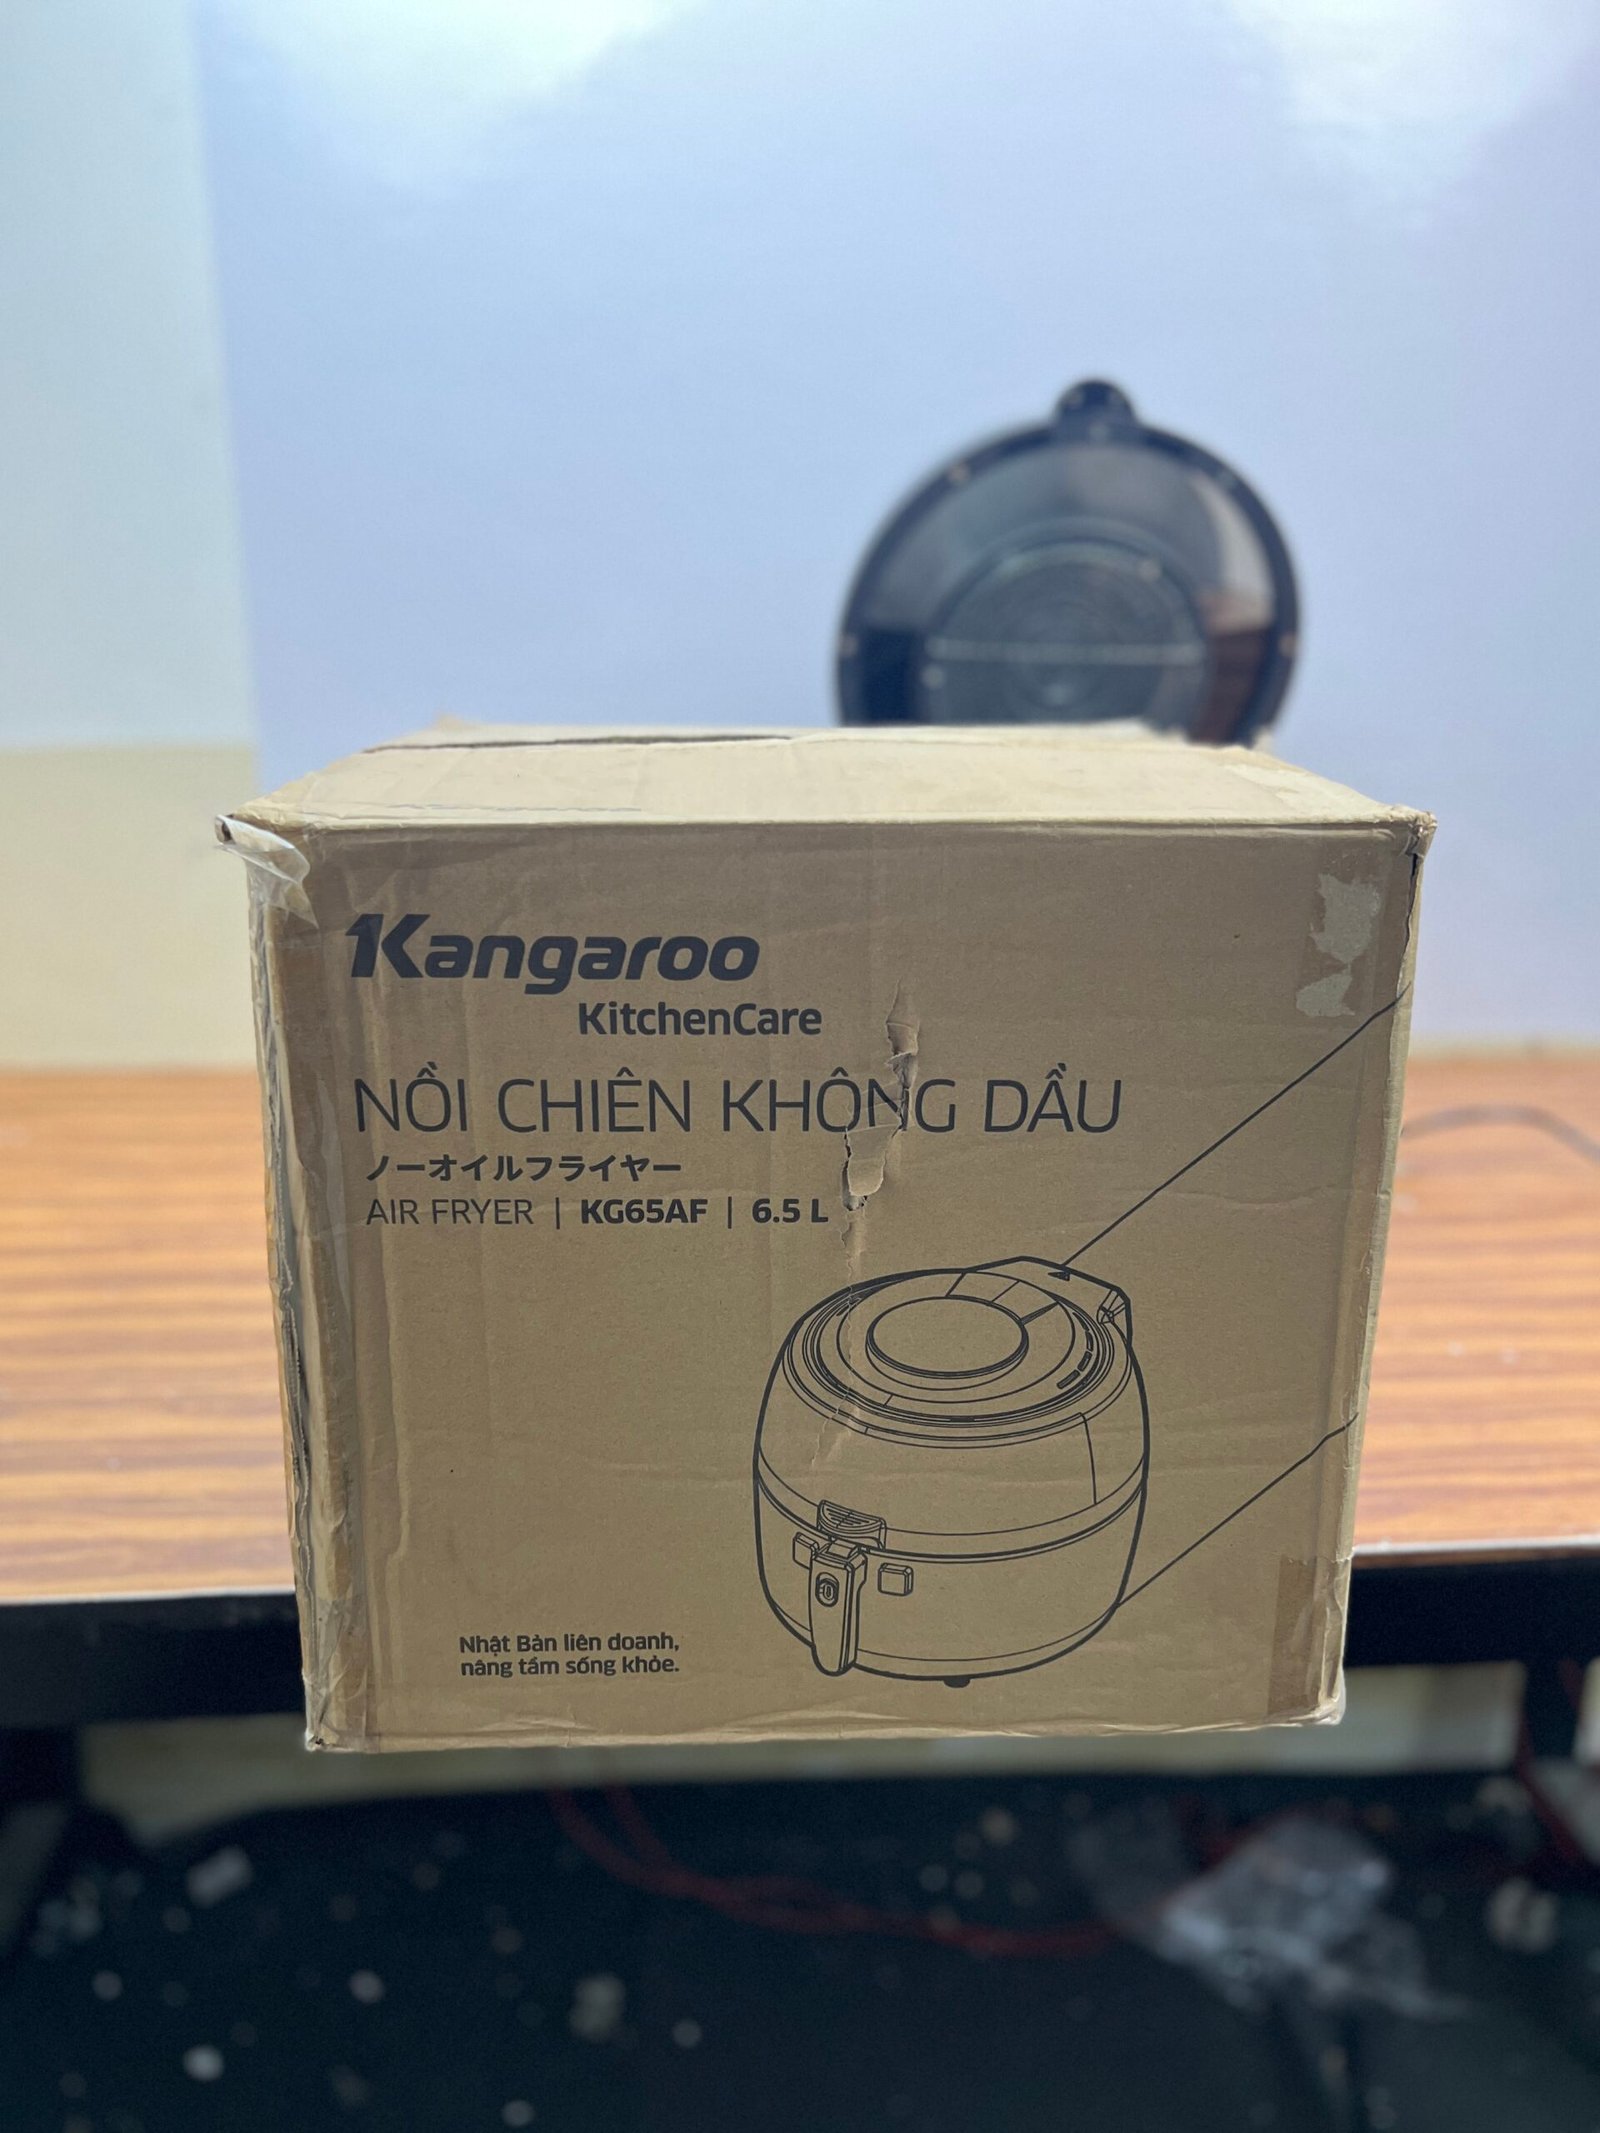 Kangaroo
KitchenCare
NỒI CHIÊN KHÔNG DẦU
ノーオイルフライヤー
AIR FRYER | KG65AF | 6.5 L
Nhật Bản liên doanh,
nâng tầm sống khỏe.